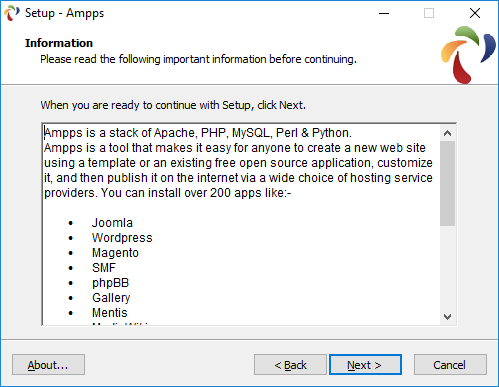 Setup - Ampps
Information
Please read the following important information before continuing.
When you are ready to continue with Setup, click Next.
Ampps is a stack of Apache, PHP, MySQL, Perl & Python.
Ampps is a tool that makes it easy for anyone to create a new web site
using a template or an existing free open source application, customize
it, and then publish it on the internet via a wide choice of hosting service
providers. You can install over 200 apps like:-
• Joomla
• Wordpress
• Magento
• SMF
• phpBB
• Gallery
• Mentis
About...
< Back
Next >
Cancel